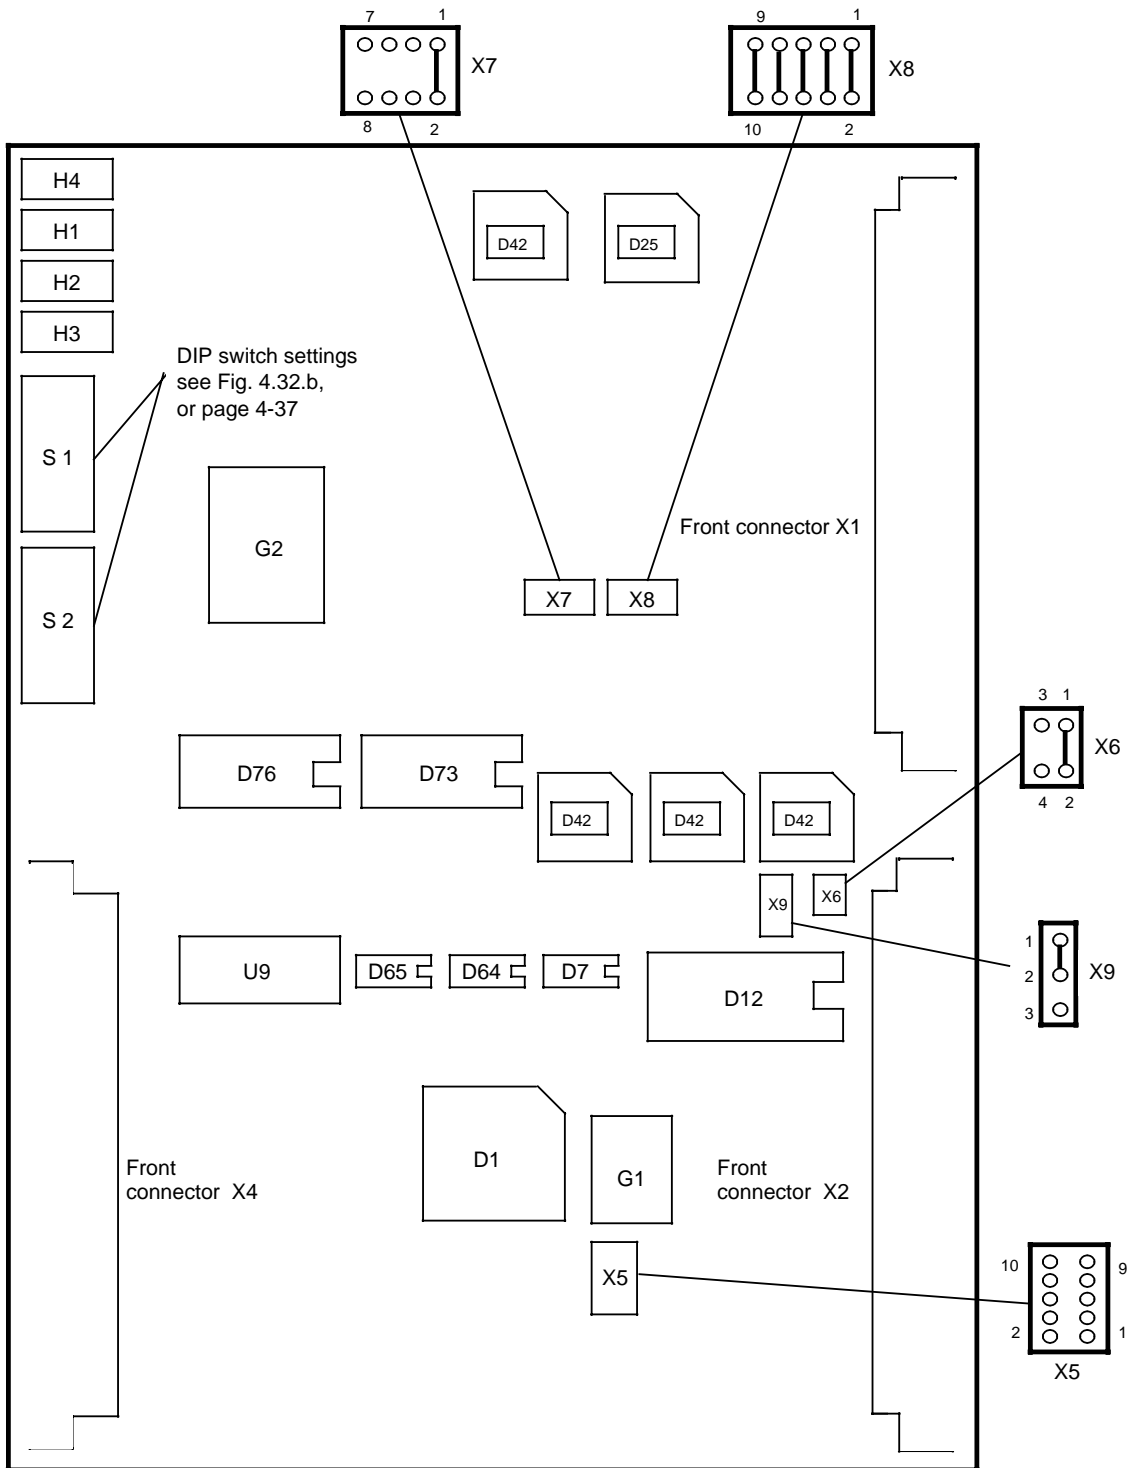 7 1
X7
8 2
9 1
X8
10 2
H4
H1
H2
H3
D42
D25
DIP switch settings
see Fig. 4.32.b,
or page 4-37
S 1
S 2
G2
Front connector X1
X7
X8
3 1
X6
4 2
D76
D73
D42
D42
D42
X9
X6
1
2
3
X9
U9
D65
D64
D7
D12
D1
G1
Front
connector X4
Front
connector X2
X5
10 9
2 1
X5